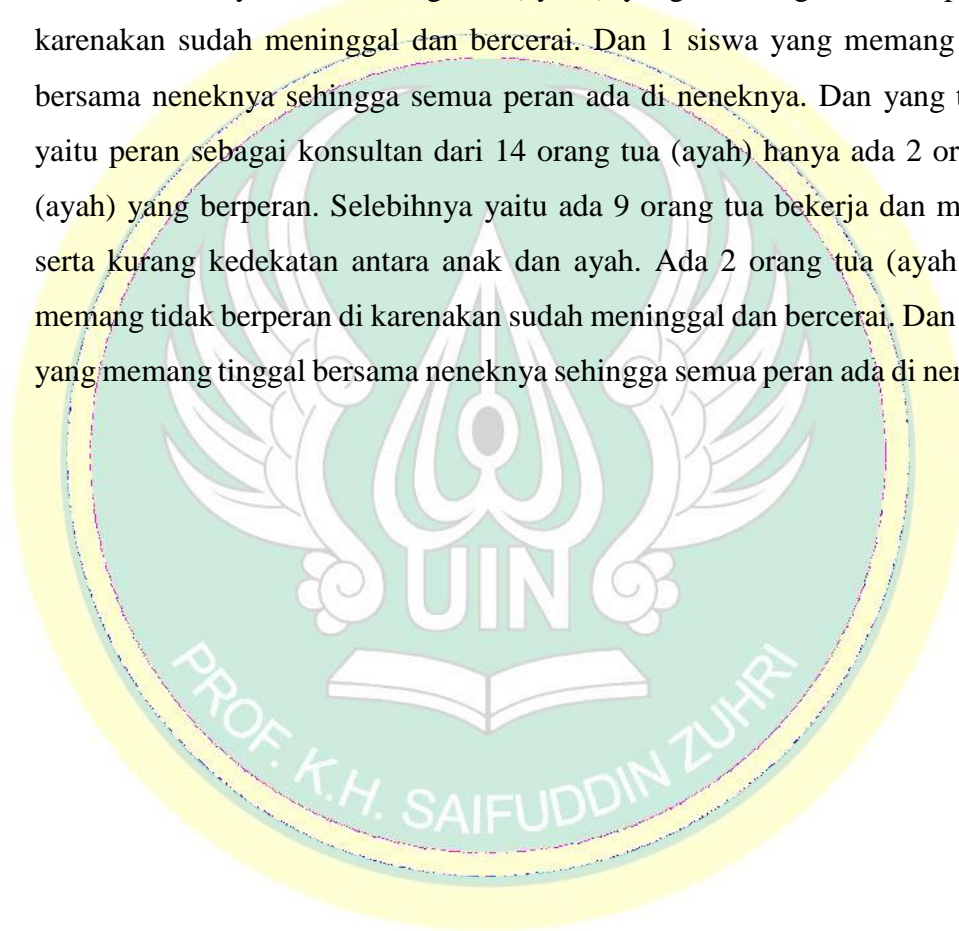 karenakan sudah meninggal dan bercerai. Dan 1 siswa yang memang
bersama neneknya sehingga semua peran ada di neneknya. Dan yang
yaitu peran sebagai konsultan dari 14 orang tua (ayah) hanya ada 2
(ayah) yang berperan. Selebihnya yaitu ada 9 orang tua bekerja dan
serta kurang kedekatan antara anak dan ayah. Ada 2 orang tua (ayah
memang tidak berperan di karenakan sudah meninggal dan bercerai. Dan
yang memang tinggal bersama neneknya sehingga semua peran ada di
UIN
PROF. K.H. SAIFUDDIN ZUHRI